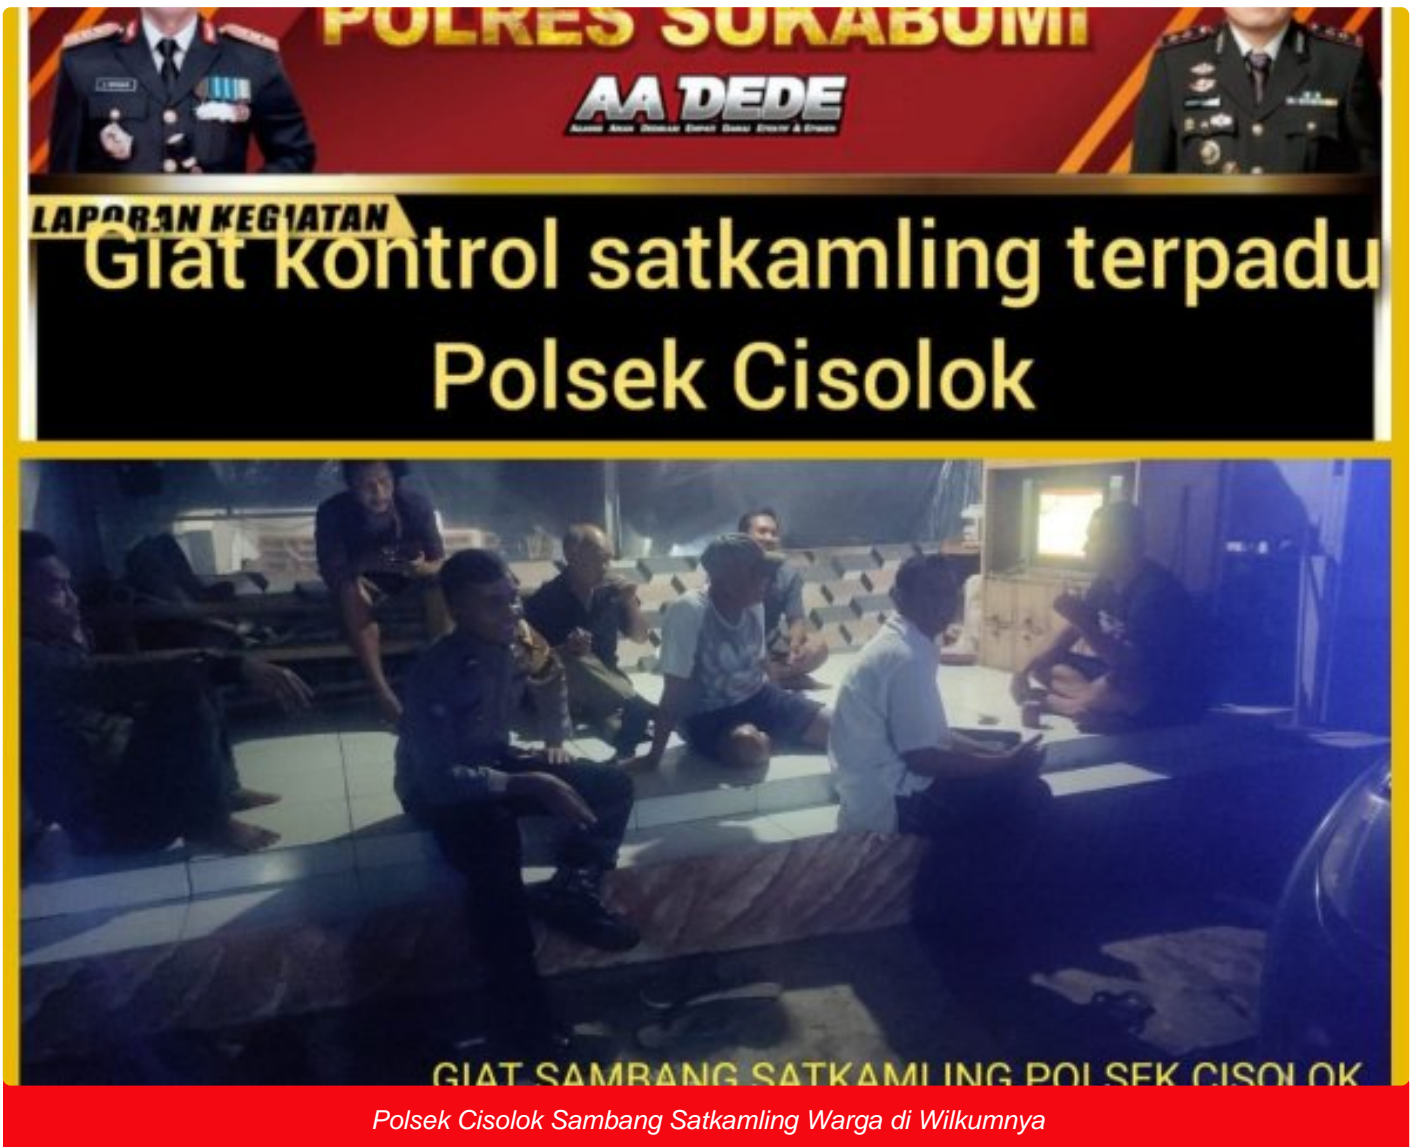 POLRES SUKABUMI
AA DEDE
LAPORAN KEGIATAN
Giat kontrol satkamling terpadu
Polsek Cisolok
GIAT SAMBANG SATKAMLING POLSEK CISOLOK
Polsek Cisolok Sambang Satkamling Warga di Wilkumnya